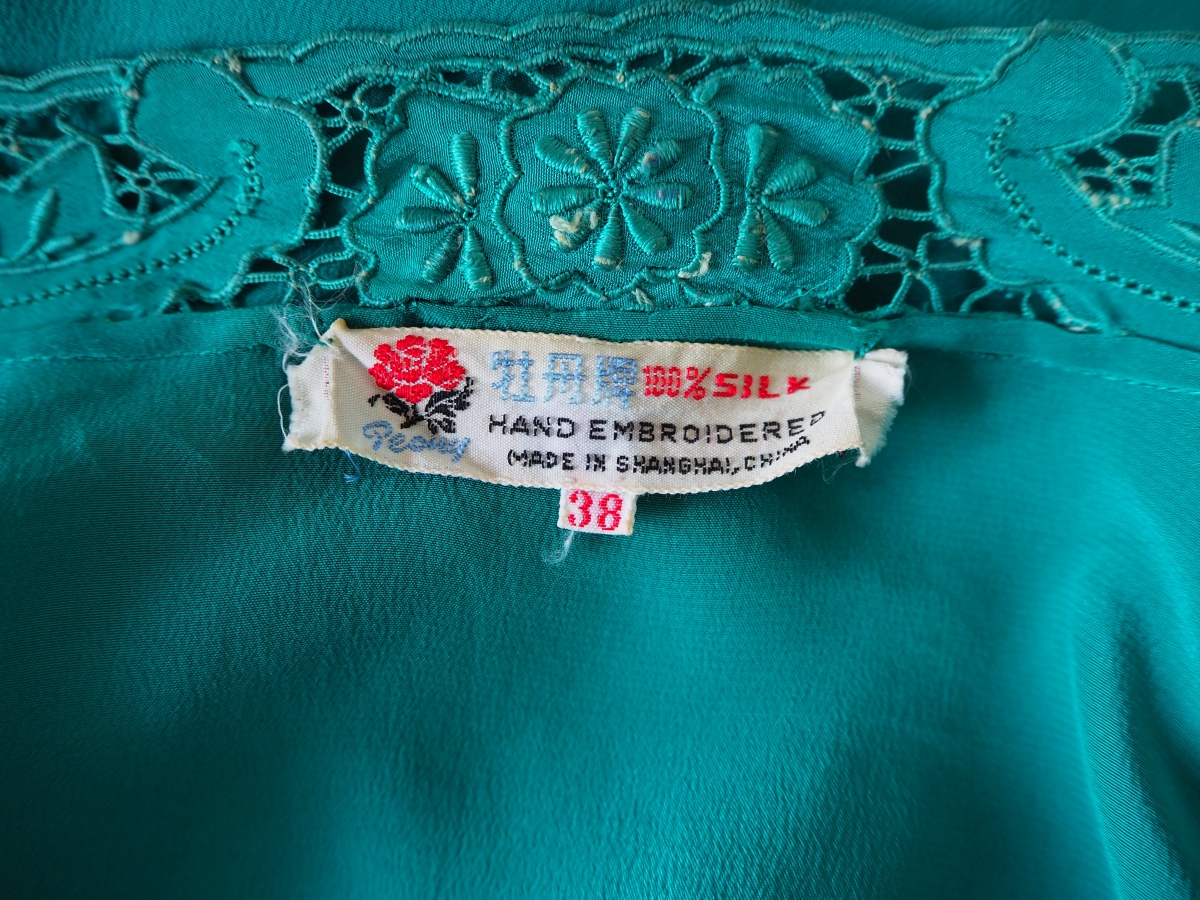 牡丹牌 100% SILK
Peony
HAND EMBROIDERED
(MADE IN SHANGHAI, CHINA)
38